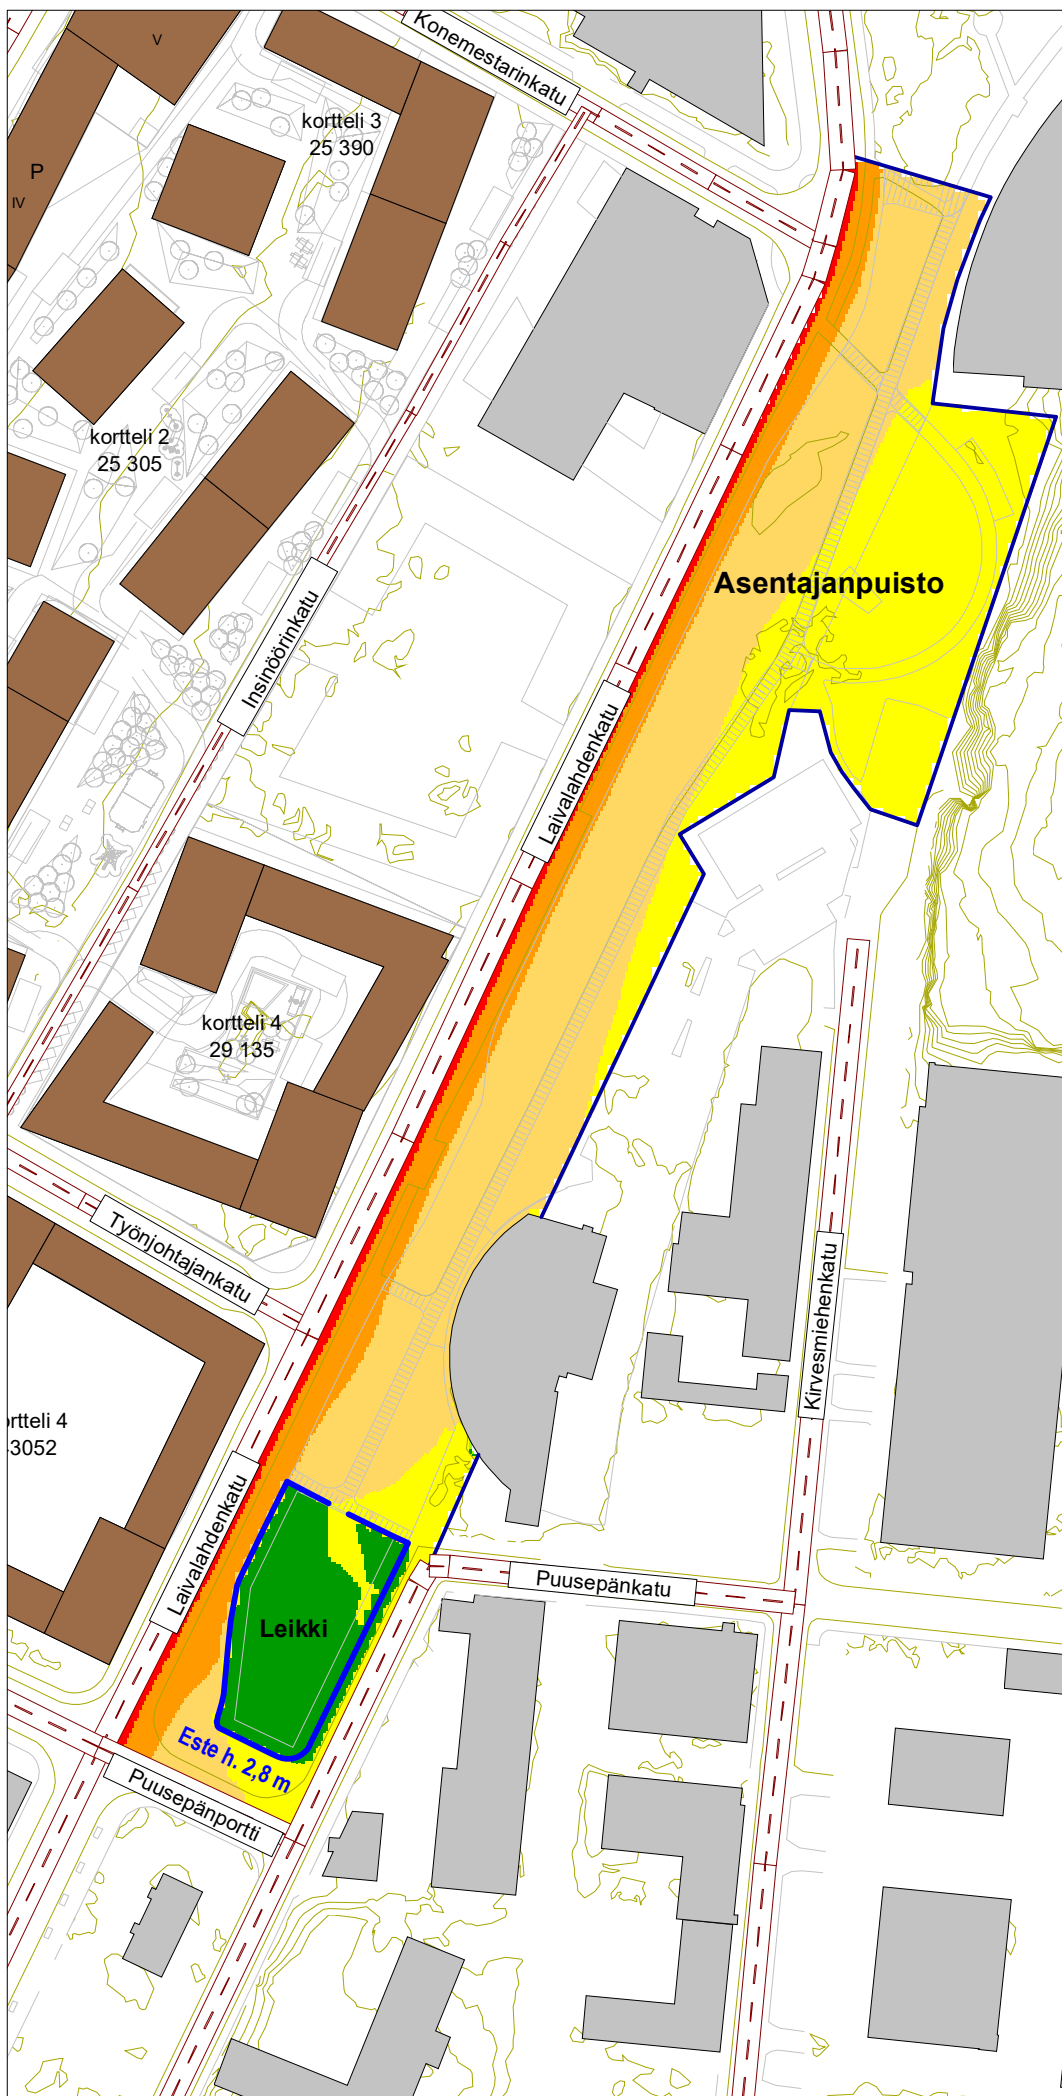 V
Konemestarinkatu
kortteli 3
25 390
P
IV
kortteli 2
25 305
Asentajanpuisto
Insinöörinkatu
Laivalahdenkatu
kortteli 4
29 135
Työnjohtajankatu
Kirvesmiehenkatu
ortteli 4
3052
Laivalahdenkatu
Puusepänkatu
Leikki
Este h. 2,8 m
Puusepänportti